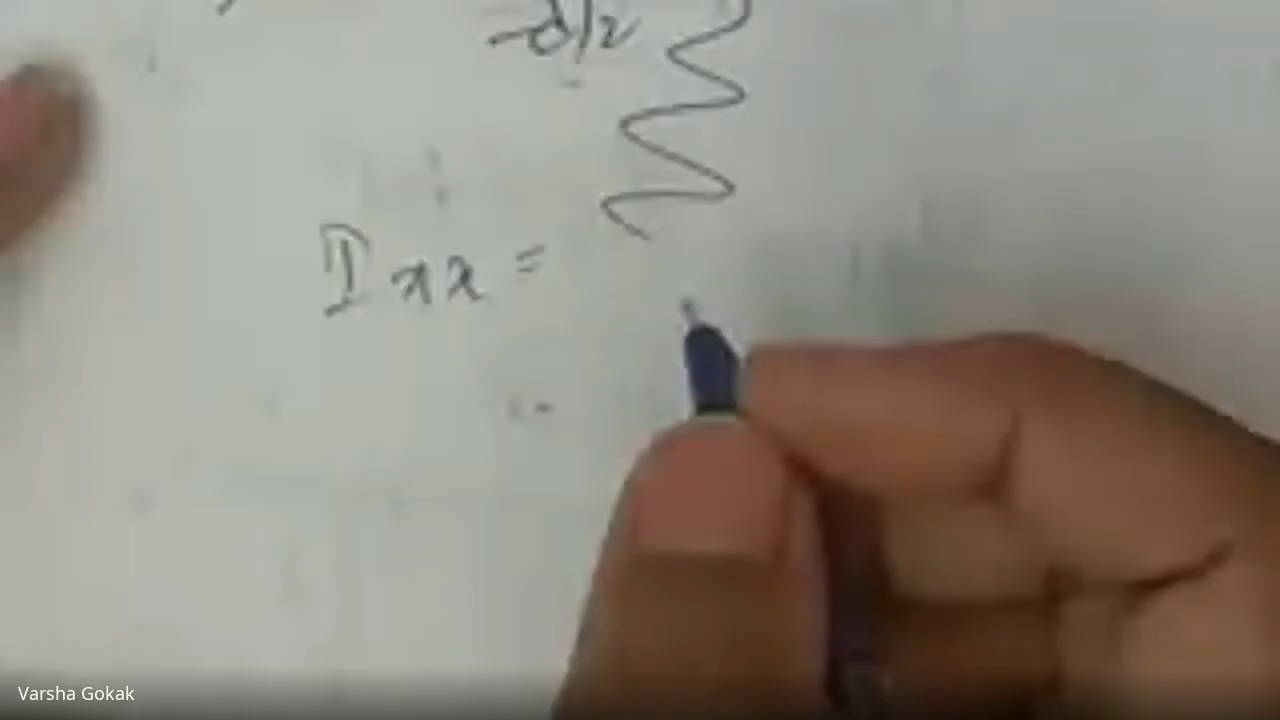 -d/2
Ixx =
Varsha Gokak